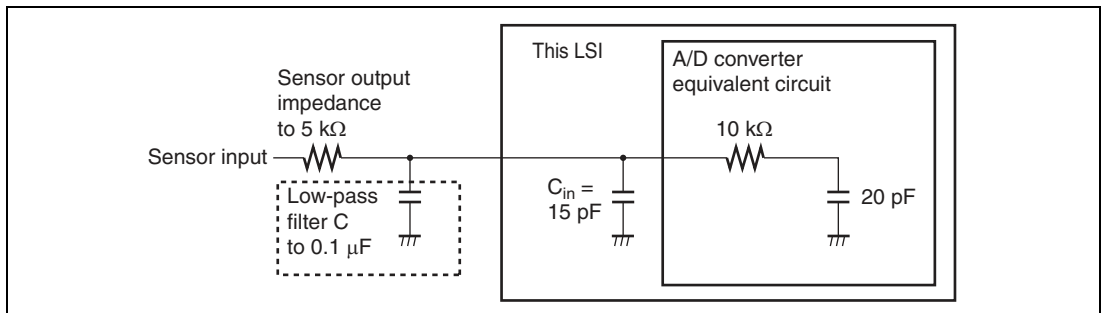 This LSI
A/D converter
equivalent circuit
Sensor output
impedance
to 5 kΩ
10 kΩ
Sensor input
Low-pass
filter C
to 0.1 μF
Cin =
15 pF
20 pF